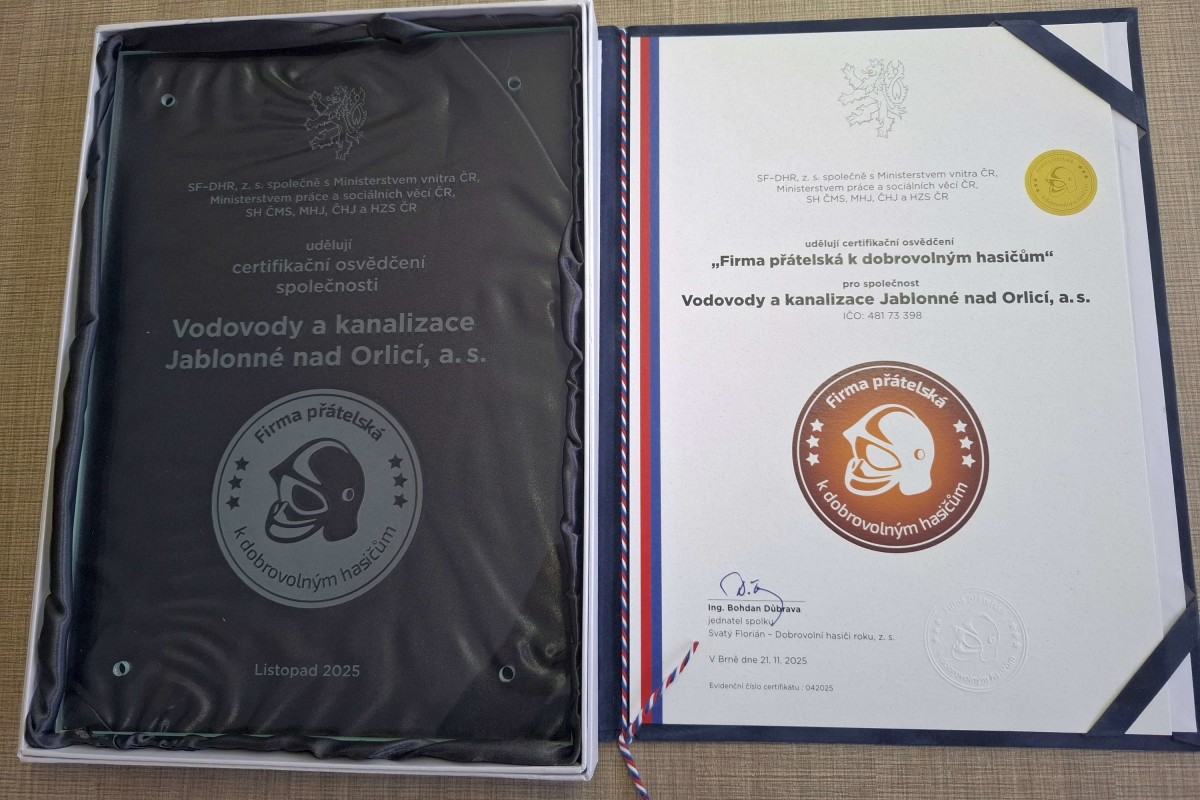 SF-DHR, z. s. společně s Ministerstvem vnitra ČR,
Ministerstvem práce a sociálních věcí ČR,
SH ČMS, MHJ, ČHJ a HZS ČR
udělují
certifikační osvědčení
společnosti
Vodovody a kanalizace
Jablonné nad Orlicí, a. s.
Firma přátelská
k dobrovolným hasičům
Listopad 2025
SF-DHR, z. s. společně s Ministerstvem vnitra ČR,
Ministerstvem práce a sociálních věcí ČR,
SH ČMS, MHJ, ČHJ a HZS ČR
udělují certifikační osvědčení
„Firma přátelská k dobrovolným hasičům“
pro společnost
Vodovody a kanalizace Jablonné nad Orlicí, a. s.
IČO: 481 73 398
Firma přátelská
k dobrovolným hasičům
Ing. Bohdan Důbrava
jednatel spolku
Svatý Florián – Dobrovolní hasiči roku, z. s.
V Brně dne 21. 11. 2025
Evidenční číslo certifikátu : 042025